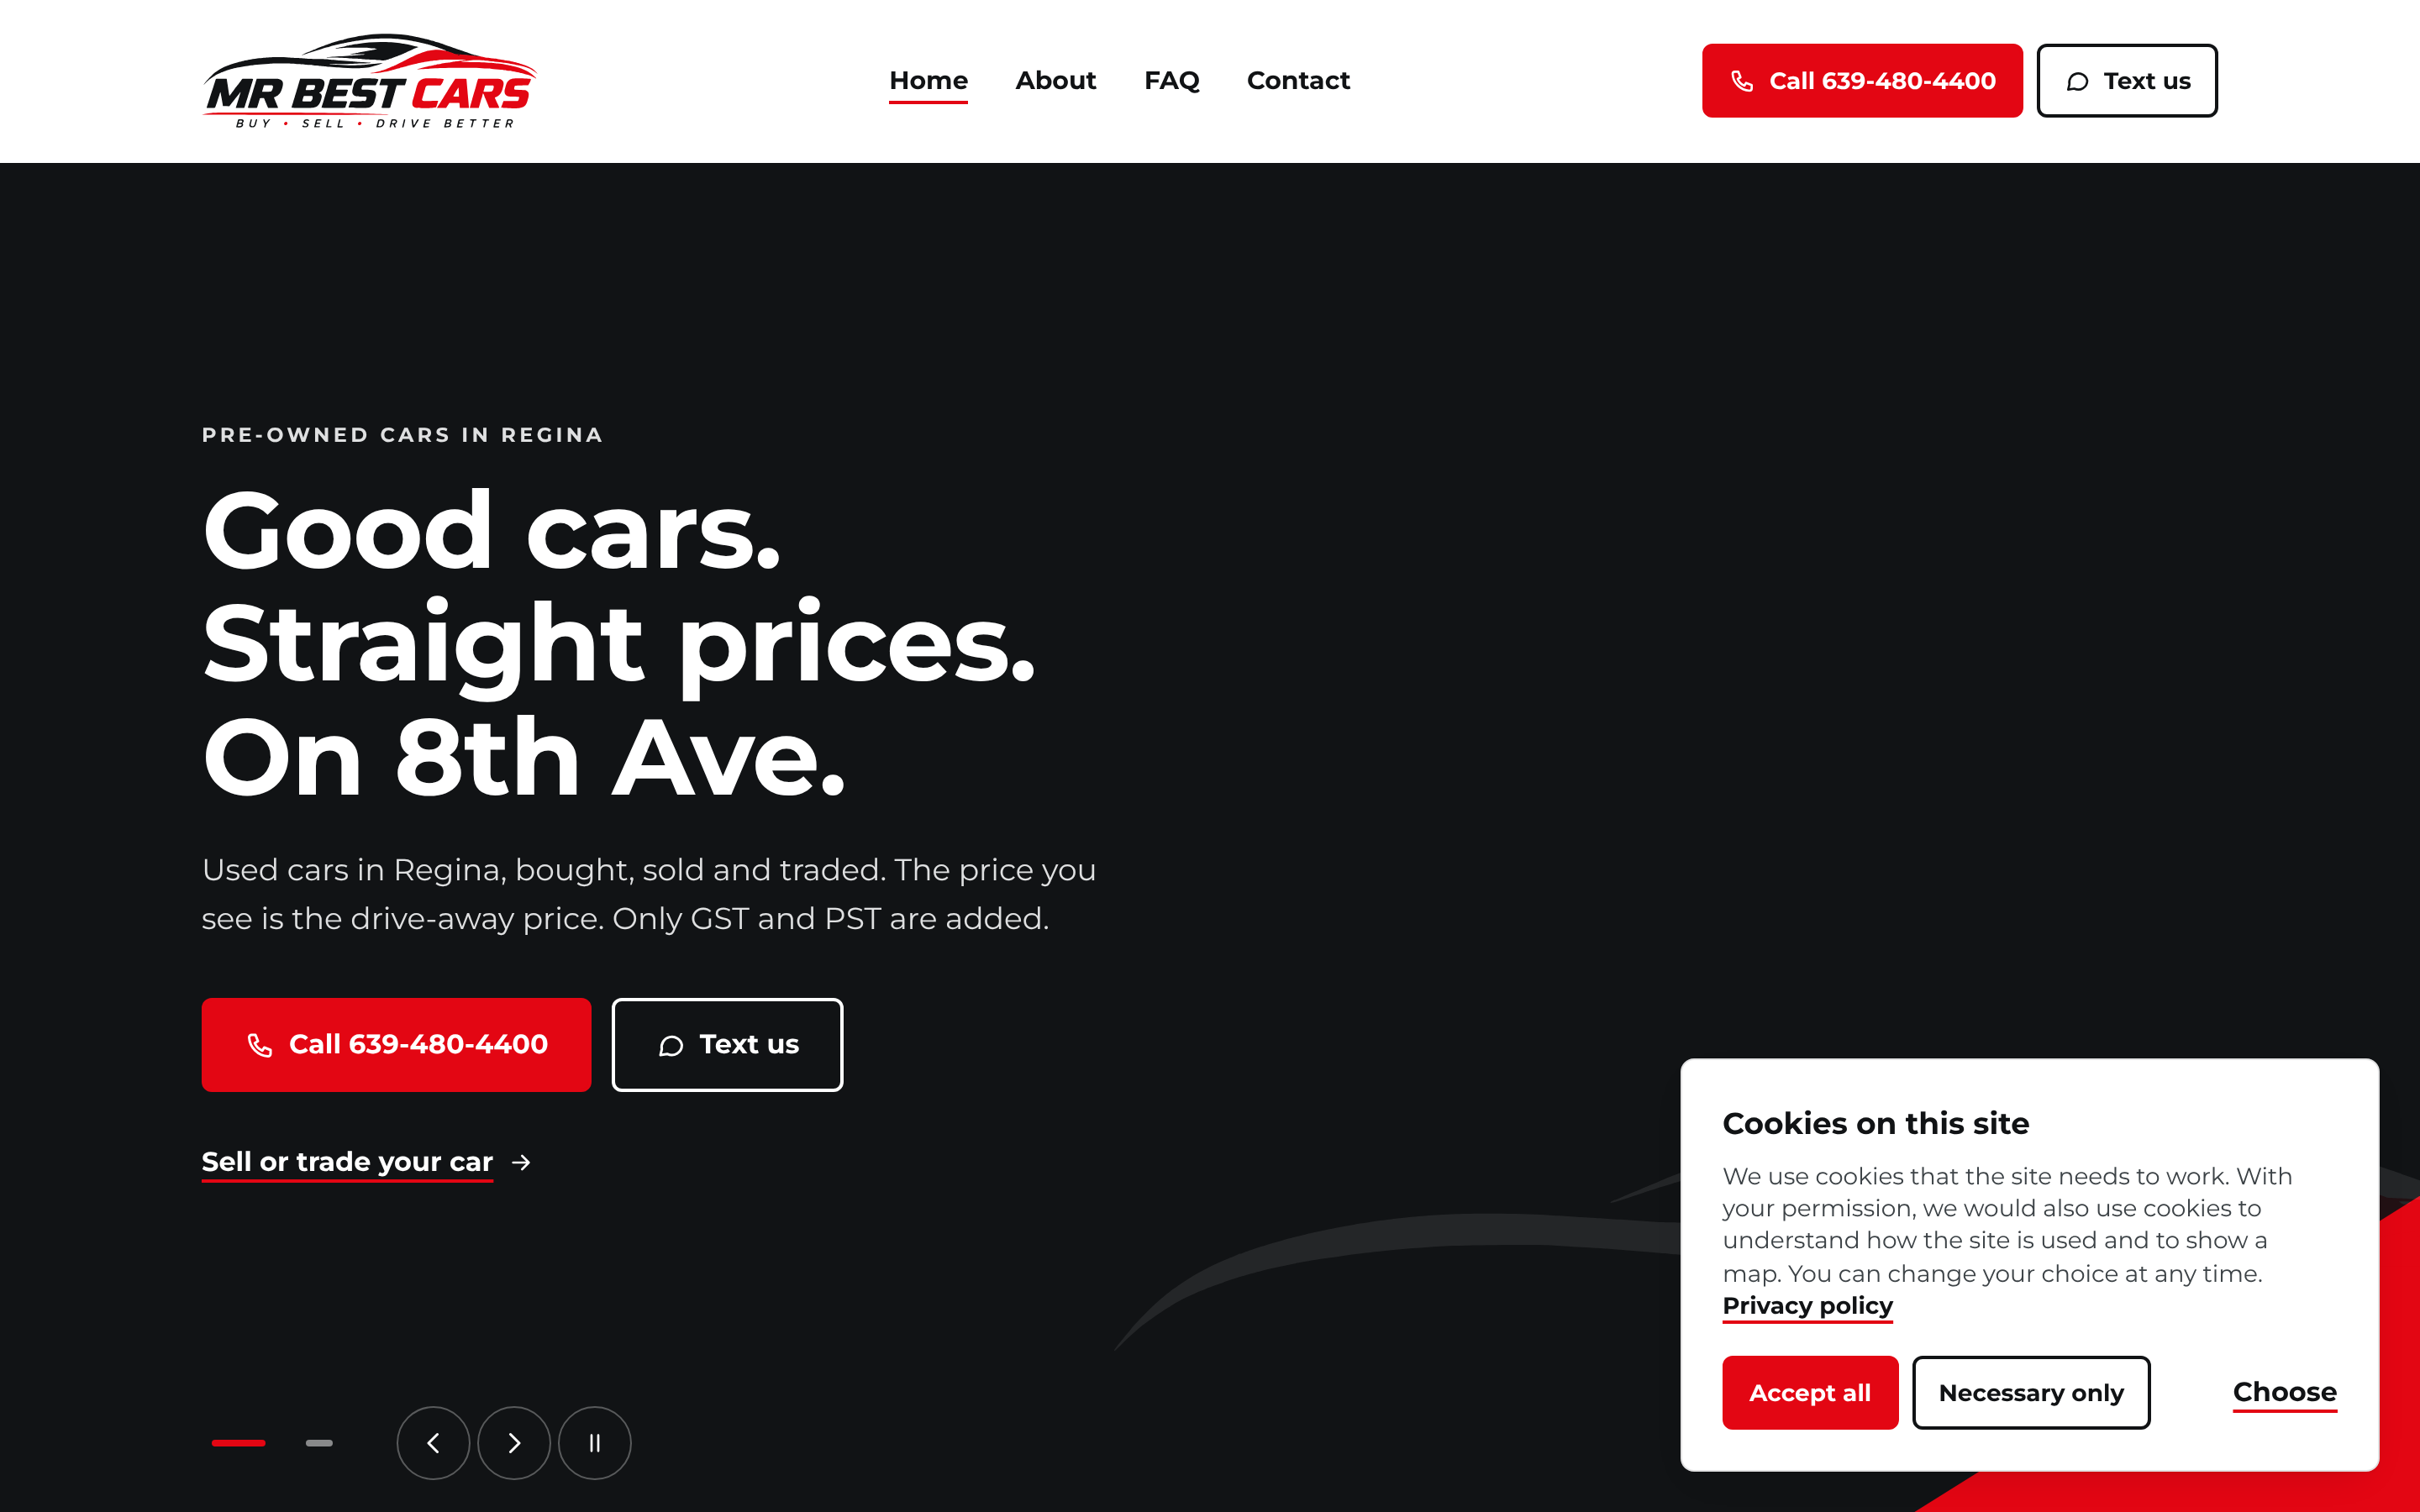 MR BEST CARS
BUY • SELL • DRIVE BETTER
Home
About
FAQ
Contact
Call 639-480-4400
Text us
PRE-OWNED CARS IN REGINA
Good cars.
Straight prices.
On 8th Ave.
Used cars in Regina, bought, sold and traded. The price you
see is the drive-away price. Only GST and PST are added.
Call 639-480-4400
Text us
Sell or trade your car
Cookies on this site
We use cookies that the site needs to work. With
your permission, we would also use cookies to
understand how the site is used and to show a
map. You can change your choice at any time.
Privacy policy
Accept all
Necessary only
Choose